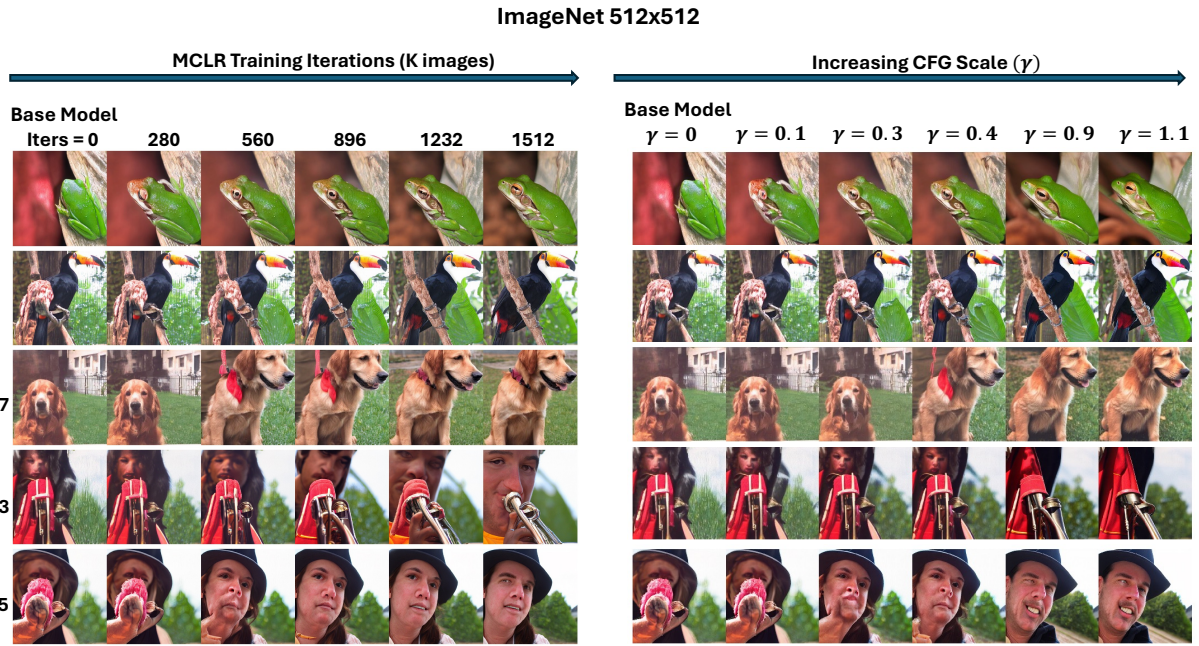 ImageNet 512x512
MCLR Training Iterations (K images)
Increasing CFG Scale (γ)
Base Model
Iters = 0 280 560 896 1232 1512
Base Model
γ = 0 γ = 0.1 γ = 0.3 γ = 0.4 γ = 0.9 γ = 1.1
7
3
5